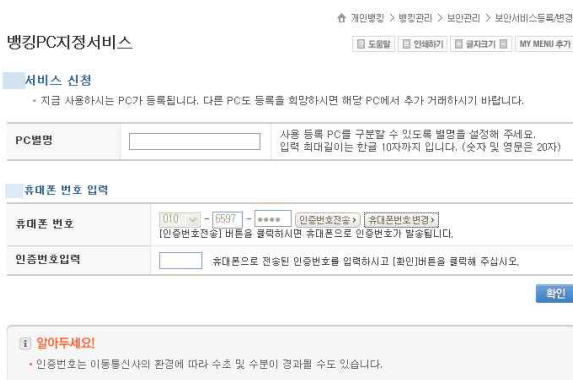 개인뱅킹 > 뱅킹관리 > 보안관리 > 보안서비스등록/변경
뱅킹PC지정서비스
도움말 인쇄하기 글자크기 MY MENU 추가
서비스 신청
• 지금 사용하시는 PC가 등록됩니다. 다른 PC도 등록을 희망하시면 해당 PC에서 추가 거래하시기 바랍니다.
PC별명 사용 등록 PC를 구분할 수 있도록 별명을 설정해 주세요.
입력 최대길이는 한글 10자까지 입니다. (숫자 및 영문은 20자)
휴대폰 번호 입력
휴대폰 번호 010 - 6597 - •••• 인증번호전송> 휴대폰번호변경>
[인증번호전송] 버튼을 클릭하시면 휴대폰으로 인증번호가 발송됩니다.
인증번호입력 휴대폰으로 전송된 인증번호를 입력하시고 [확인]버튼을 클릭해 주십시오.
확인
알아두세요!
• 인증번호는 이동통신사의 환경에 따라 수초 및 수분이 경과될 수도 있습니다.